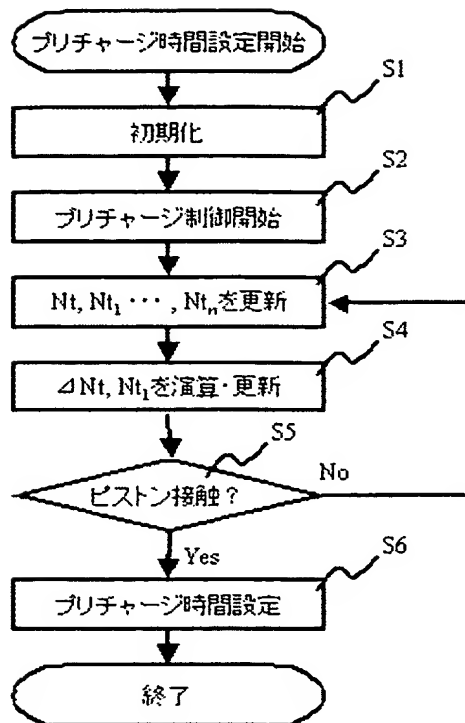 プリチャージ時間設定開始
S1
初期化
S2
プリチャージ制御開始
S3
Nt, Nt₁ ···, Ntₙを更新
S4
⊿Nt, Nt₁を演算·更新
S5
ピストン接触？
No
Yes
S6
プリチャージ時間設定
終了